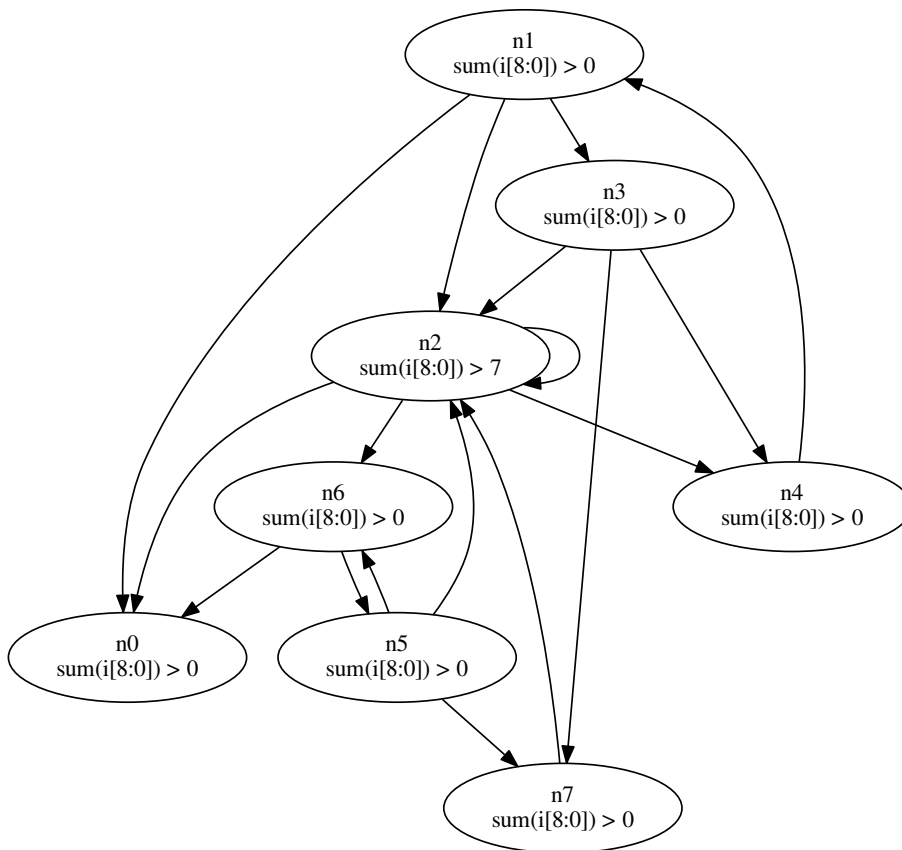 n1
sum(i[8:0]) > 0
n3
sum(i[8:0]) > 0
n2
sum(i[8:0]) > 7
n6
sum(i[8:0]) > 0
n4
sum(i[8:0]) > 0
n0
sum(i[8:0]) > 0
n5
sum(i[8:0]) > 0
n7
sum(i[8:0]) > 0